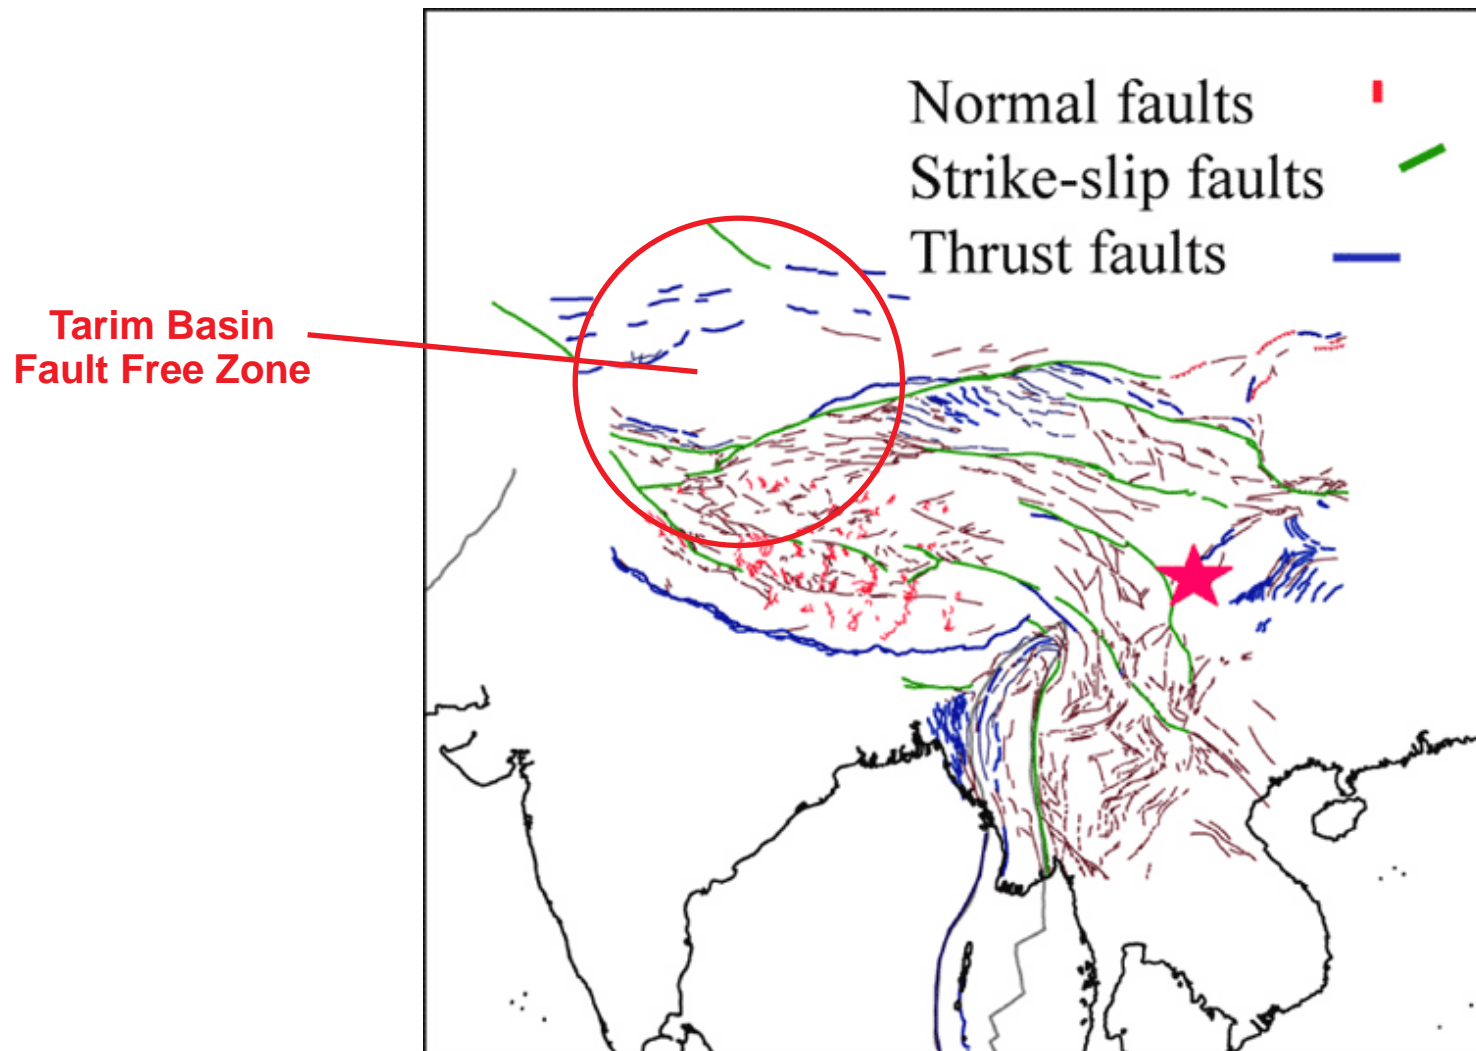 Normal faults
Strike-slip faults
Thrust faults
Tarim Basin
Fault Free Zone